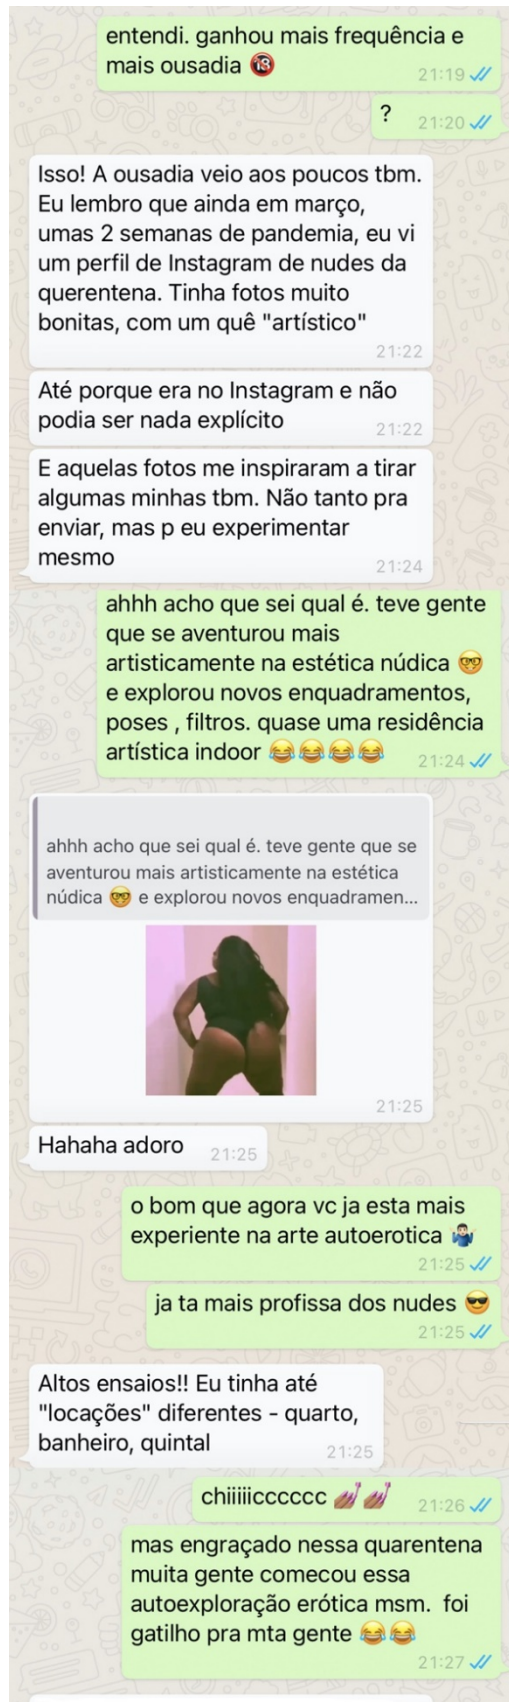 entendi. ganhou mais frequência e
mais ousadia 🔞
21:19
?
21:20
Isso! A ousadia veio aos poucos tbm.
Eu lembro que ainda em março,
umas 2 semanas de pandemia, eu vi
um perfil de Instagram de nudes da
querentena. Tinha fotos muito
bonitas, com um quê "artístico"
21:22
Até porque era no Instagram e não
podia ser nada explícito
21:22
E aquelas fotos me inspiraram a tirar
algumas minhas tbm. Não tanto pra
enviar, mas p eu experimentar
mesmo
21:24
ahhh acho que sei qual é. teve gente
que se aventurou mais
artisticamente na estética núdica 🤓
e explorou novos enquadramentos,
poses , filtros. quase uma residência
artística indoor 😂😂😂😂
21:24
ahhh acho que sei qual é. teve gente que se
aventurou mais artisticamente na estética
núdica 🤓 e explorou novos enquadramen...
21:25
Hahaha adoro
21:25
o bom que agora vc ja esta mais
experiente na arte autoerotica 🤷🏻‍♂️
21:25
ja ta mais profissa dos nudes 😎
21:25
Altos ensaios!! Eu tinha até
"locações" diferentes - quarto,
banheiro, quintal
21:25
chiiiiicccccc 💅🏽💅🏽
21:26
mas engraçado nessa quarentena
muita gente comecou essa
autoexploração erótica msm. foi
gatilho pra mta gente 😂😂
21:27